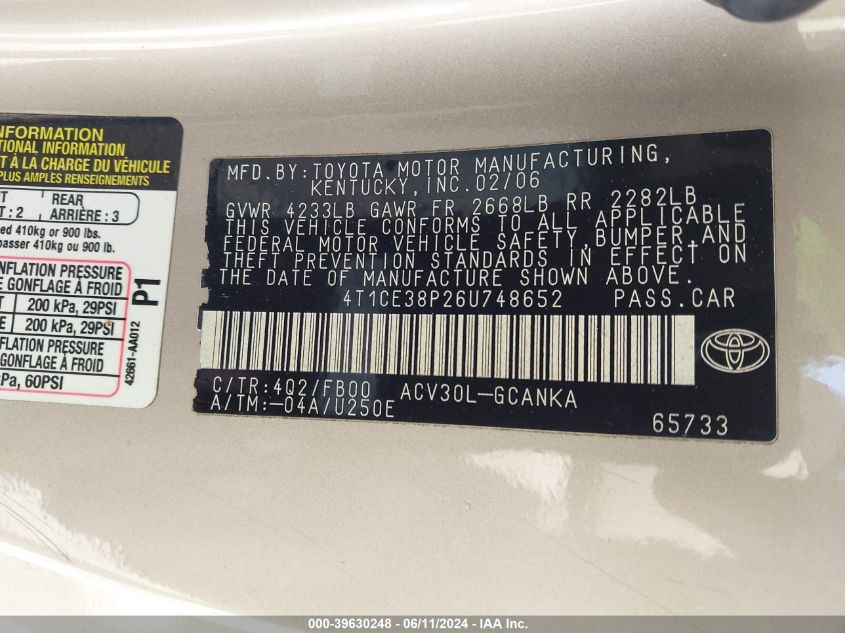 NFORMATION
TIONAL INFORMATION
T À LA CHARGE DU VÉHICULE
PLUS AMPLES RENSEIGNEMENTS
REAR
: 2 ARRIÈRE : 3
ed 410kg or 900 lbs.
passer 410kg ou 900 lb.
NFLATION PRESSURE
E GONFLAGE À FROID
200 kPa, 29PSI
E 200 kPa, 29PSI
FLATION PRESSURE
GONFLAGE À FROID
kPa, 60PSI
P1
42661-AA012
MFD.BY:TOYOTA MOTOR MANUFACTURING,
KENTUCKY,INC.02/06
GVWR 4233LB GAWR FR 2668LB RR 2282LB
THIS VEHICLE CONFORMS TO ALL APPLICABLE
FEDERAL MOTOR VEHICLE SAFETY,BUMPER,AND
THEFT PREVENTION STANDARDS IN EFFECT ON
THE DATE OF MANUFACTURE SHOWN ABOVE.
4T1CE38P26U748652 PASS.CAR
C/TR:4Q2/FB00 ACV30L-GCANKA
A/TM:-04A/U250E
65733
TOYOTA
000-39630248 - 06/11/2024 - IAA Inc.